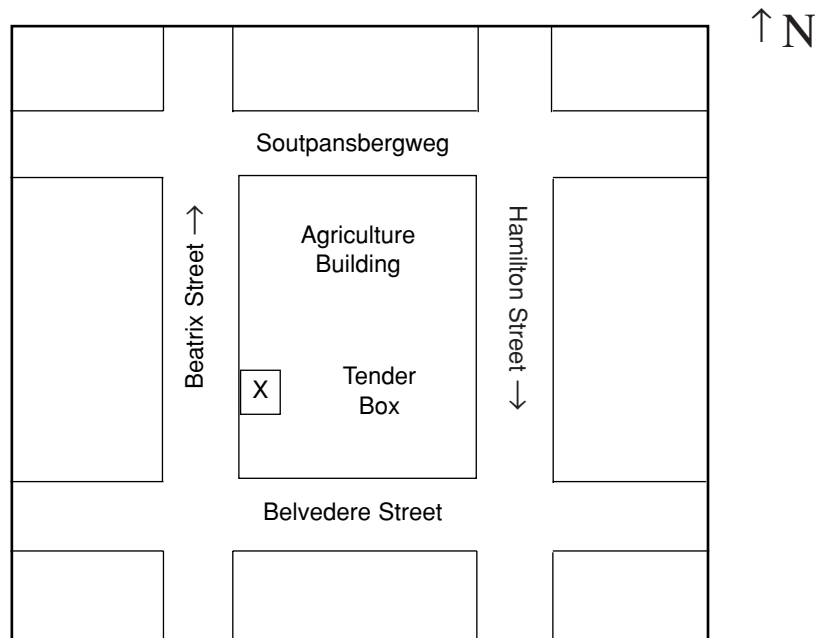 ↑ N
Soutpansbergweg
Beatrix Street →
Agriculture
Building
Hamilton Street →
X
Tender
Box
Belvedere Street